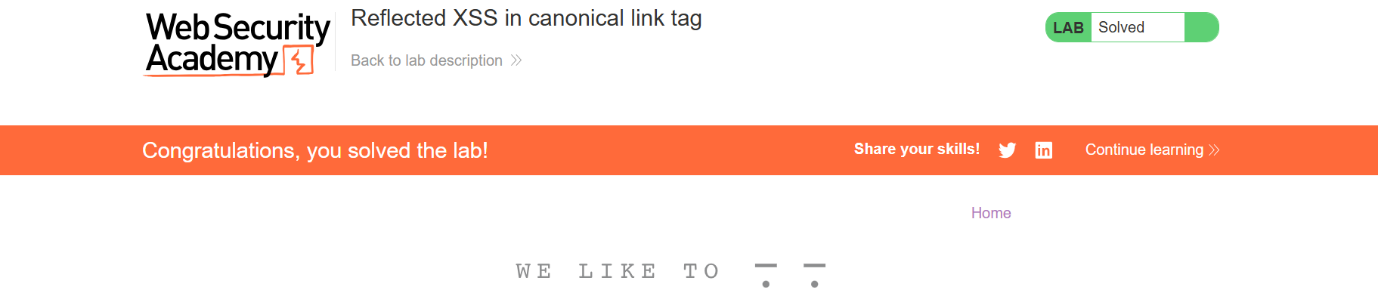 Web Security
Academy
Reflected XSS in canonical link tag
Back to lab description
LAB Solved
Congratulations, you solved the lab!
Share your skills!
in
Continue learning
Home
WE LIKE TO